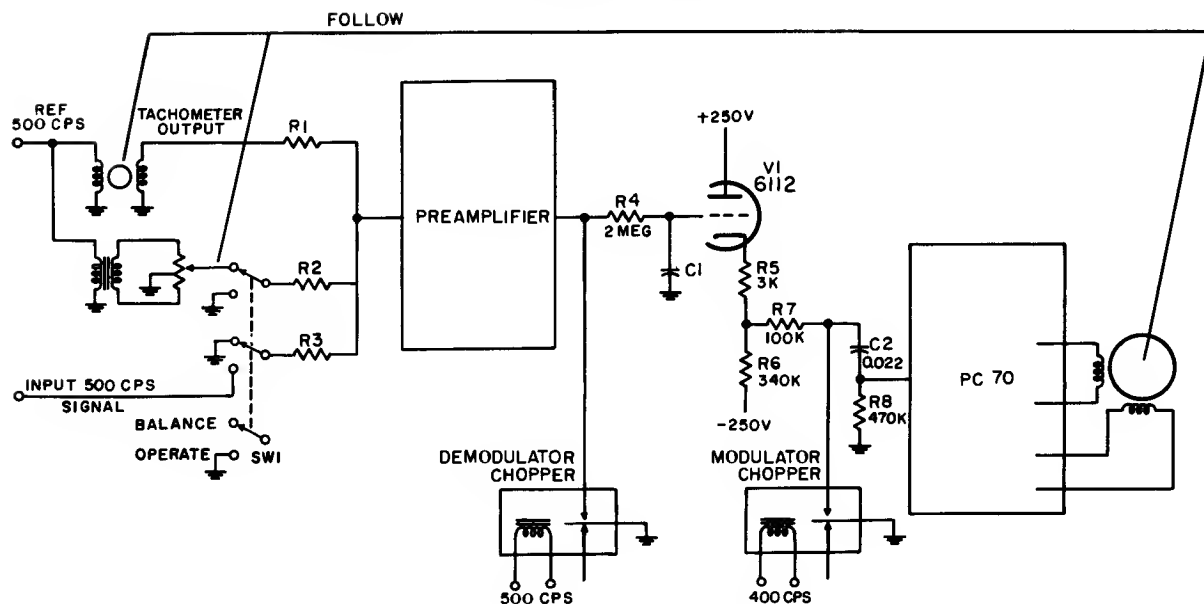 FOLLOW
REF
500 CPS
TACHOMETER
OUTPUT
R1
PREAMPLIFIER
+250V
V1
6112
R4
2 MEG
C1
R5
3K
R7
100K
R6
340K
-250V
C2
0.022
R8
470K
PC 70
R2
R3
INPUT 500 CPS
SIGNAL
BALANCE
OPERATE
SW1
DEMODULATOR
CHOPPER
500 CPS
MODULATOR
CHOPPER
400 CPS